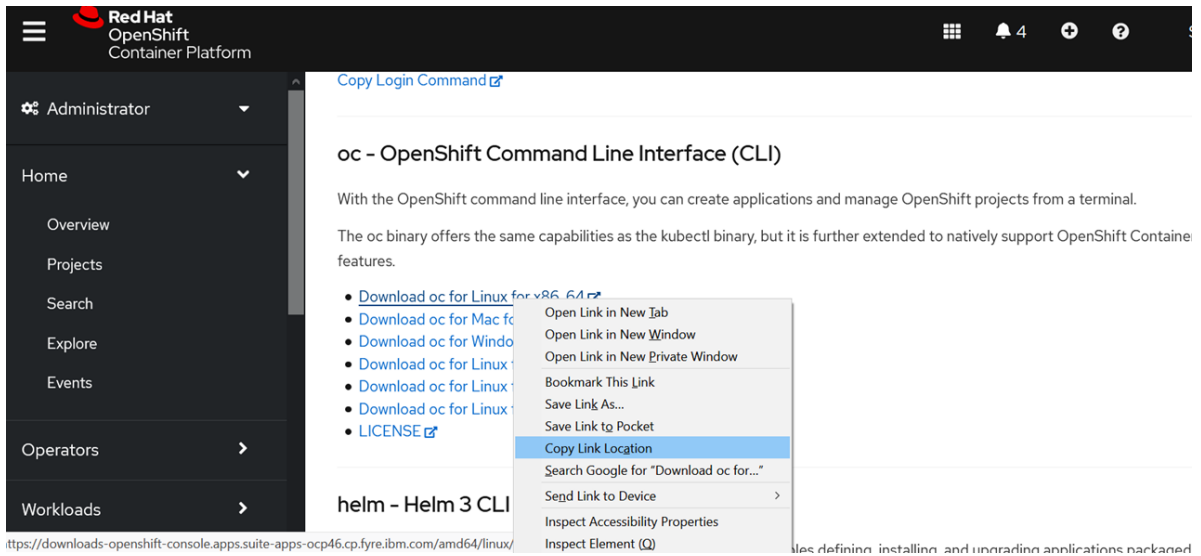 Red Hat
OpenShift
Container Platform
4
Administrator
Home
Overview
Projects
Search
Explore
Events
Operators
Workloads
Copy Login Command
oc - OpenShift Command Line Interface (CLI)
With the OpenShift command line interface, you can create applications and manage OpenShift projects from a terminal.
The oc binary offers the same capabilities as the kubectl binary, but it is further extended to natively support OpenShift Container
features.
Download oc for Linux for x86_64
Download oc for Mac fo
Download oc for Windo
Download oc for Linux
Download oc for Linux
Download oc for Linux
LICENSE
Open Link in New Tab
Open Link in New Window
Open Link in New Private Window
Bookmark This Link
Save Link As...
Save Link to Pocket
Copy Link Location
Search Google for “Download oc for...”
Send Link to Device
Inspect Accessibility Properties
Inspect Element (Q)
helm - Helm 3 CLI
ttps://downloads-openshift-console.apps.suite-apps-ocp46.cp.fyre.ibm.com/amd64/linux/
defining, installing, and upgrading applications packaged